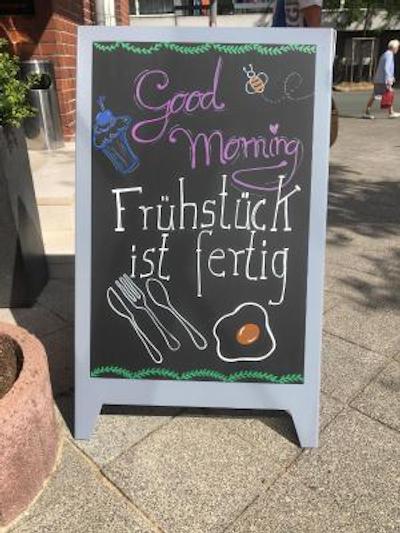 Good
Morning
Frühstück
ist fertig